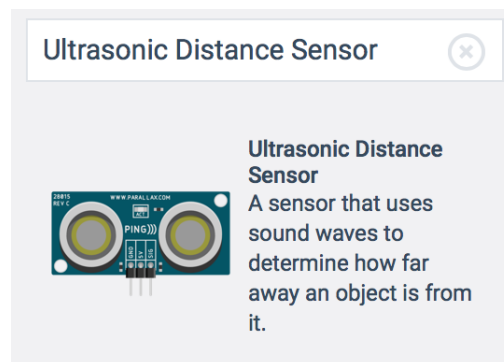 Ultrasonic Distance Sensor
Ultrasonic Distance
Sensor
A sensor that uses
sound waves to
determine how far
away an object is from
it.
28015
REV C
WWW.PARALLAX.COM
ACT
PING)))
GND
5V
SIG